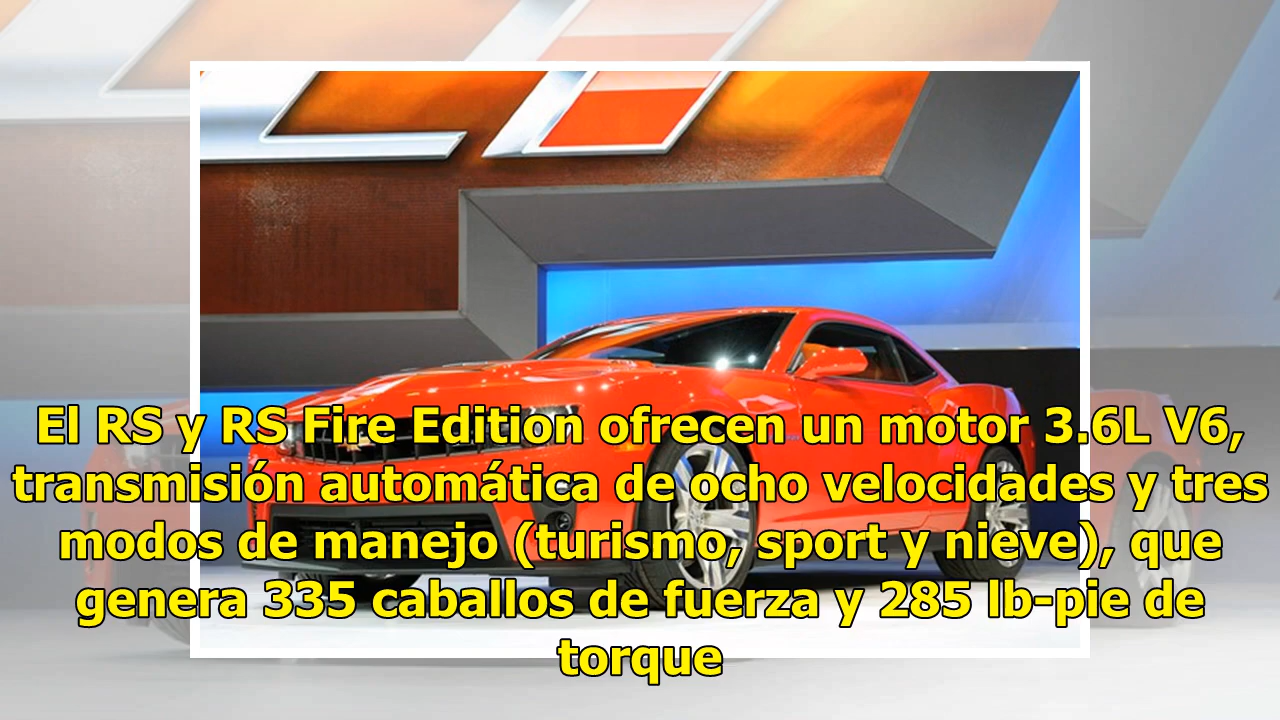 El RS y RS Fire Edition ofrecen un motor 3.6L V6,
transmisión automática de ocho velocidades y tres
modos de manejo (turismo, sport y nieve), que
genera 335 caballos de fuerza y 285 lb-pie de
torque